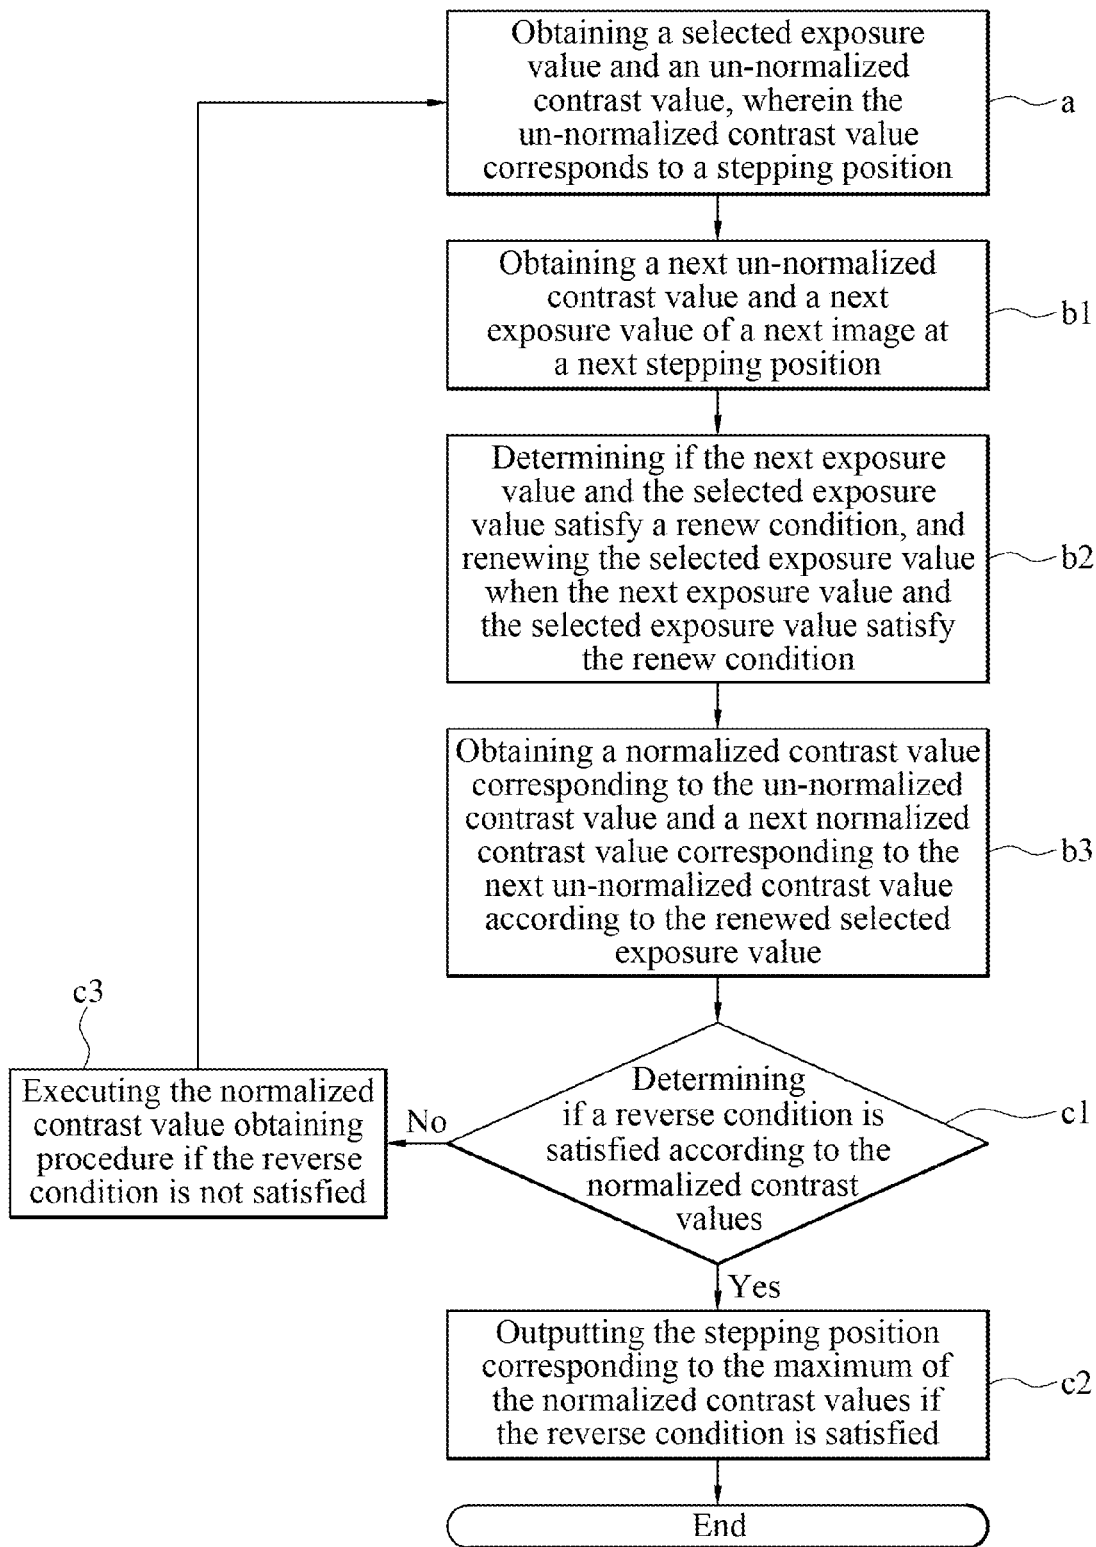 Obtaining a selected exposure
value and an un-normalized
contrast value, wherein the
un-normalized contrast value
corresponds to a stepping position
a
Obtaining a next un-normalized
contrast value and a next
exposure value of a next image at
a next stepping position
b1
Determining if the next exposure
value and the selected exposure
value satisfy a renew condition, and
renewing the selected exposure value
when the next exposure value and
the selected exposure value satisfy
the renew condition
b2
Obtaining a normalized contrast value
corresponding to the un-normalized
contrast value and a next normalized
contrast value corresponding to the
next un-normalized contrast value
according to the renewed selected
exposure value
b3
c3
Executing the normalized
contrast value obtaining
procedure if the reverse
condition is not satisfied
No
Determining
if a reverse condition is
satisfied according to the
normalized contrast
values
c1
Yes
Outputting the stepping position
corresponding to the maximum of
the normalized contrast values if
the reverse condition is satisfied
c2
End